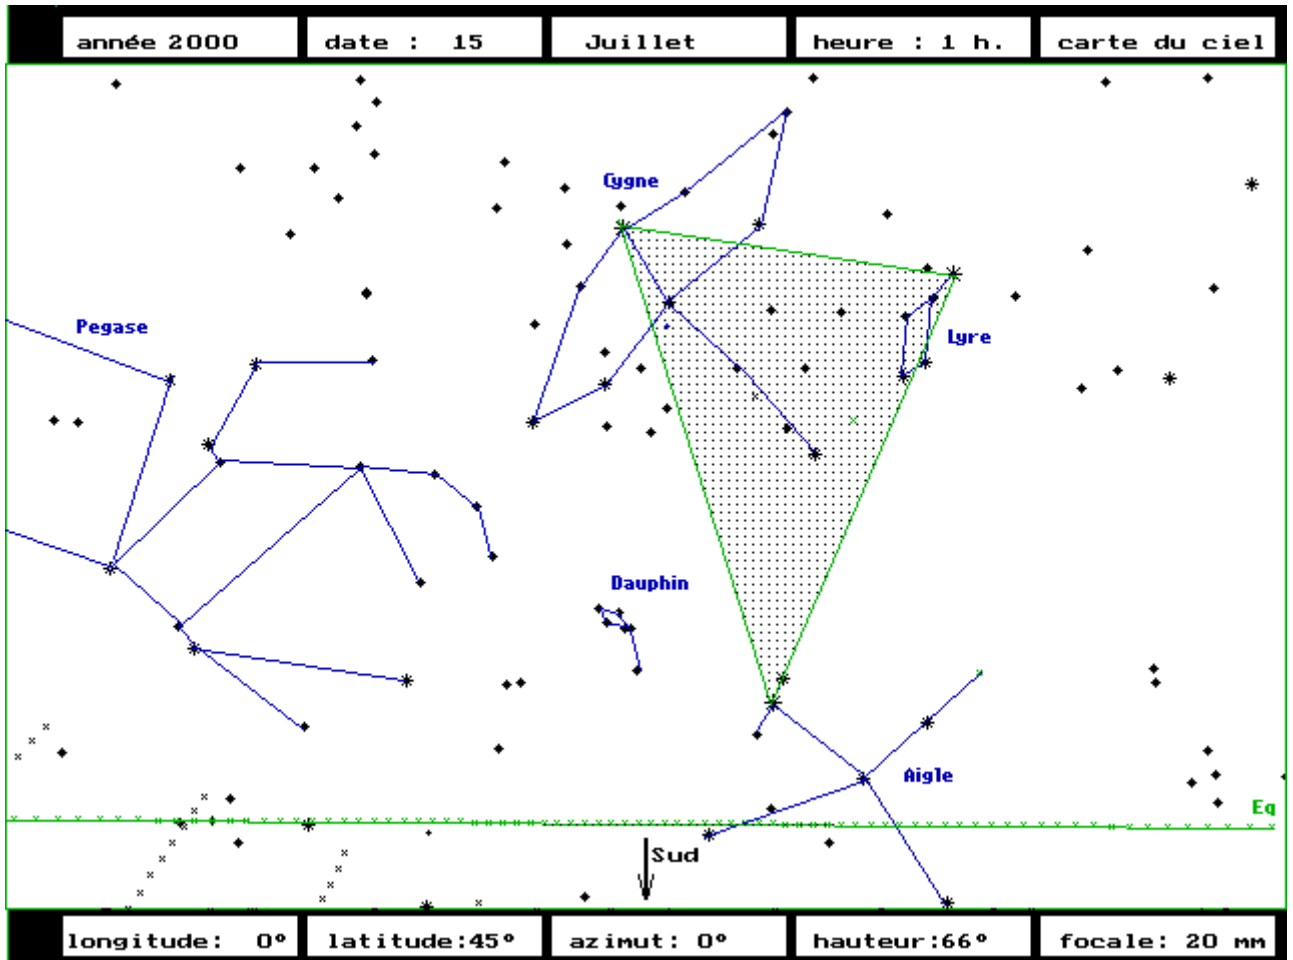 année 2000
date : 15
Juillet
heure : 1 h.
carte du ciel
Cygne
Pegase
Lyre
Dauphin
Aigle
Eq
Sud
longitude: 0°
latitude:45°
azimut: 0°
hauteur:66°
focale: 20 mm